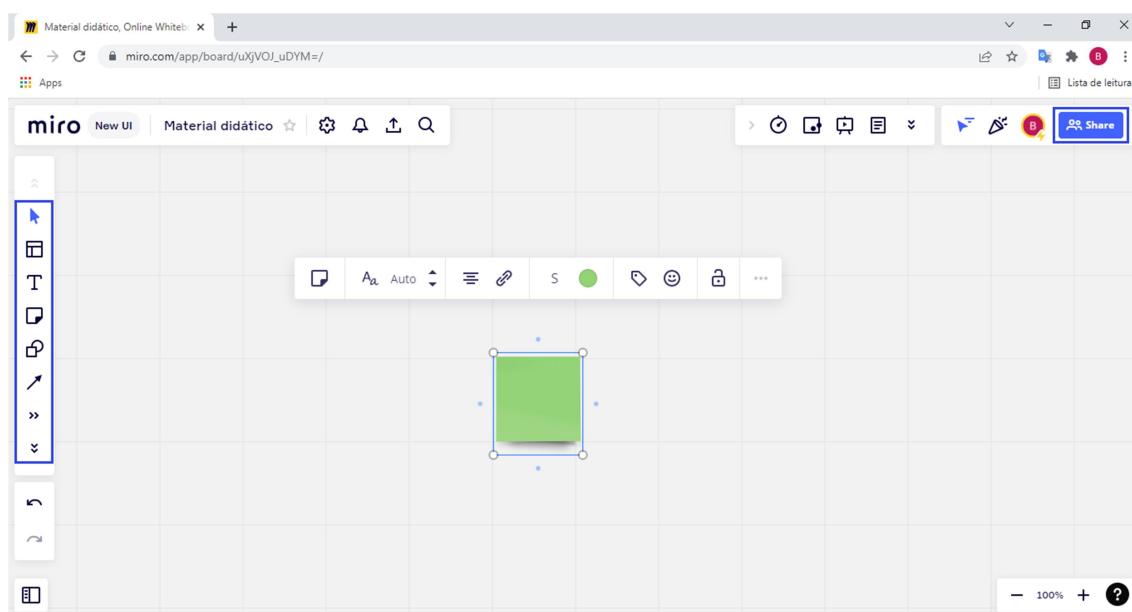 Material didático, Online Whiteb
miro.com/app/board/uXjVOJ_uDYM=/
B
Apps
Lista de leitura
miro New UI Material didático
B
Share
Aa Auto S
100%